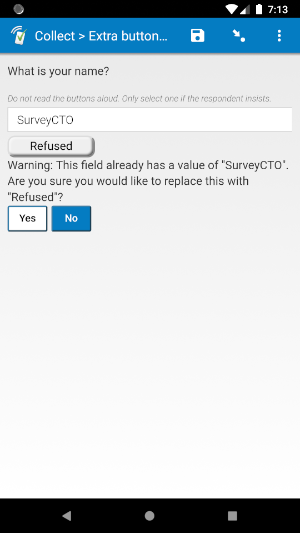 7:13
Collect > Extra button...
What is your name?
Do not read the buttons aloud. Only select one if the respondent insists.
SurveyCTO
Refused
Warning: This field already has a value of "SurveyCTO".
Are you sure you would like to replace this with
"Refused"?
Yes No